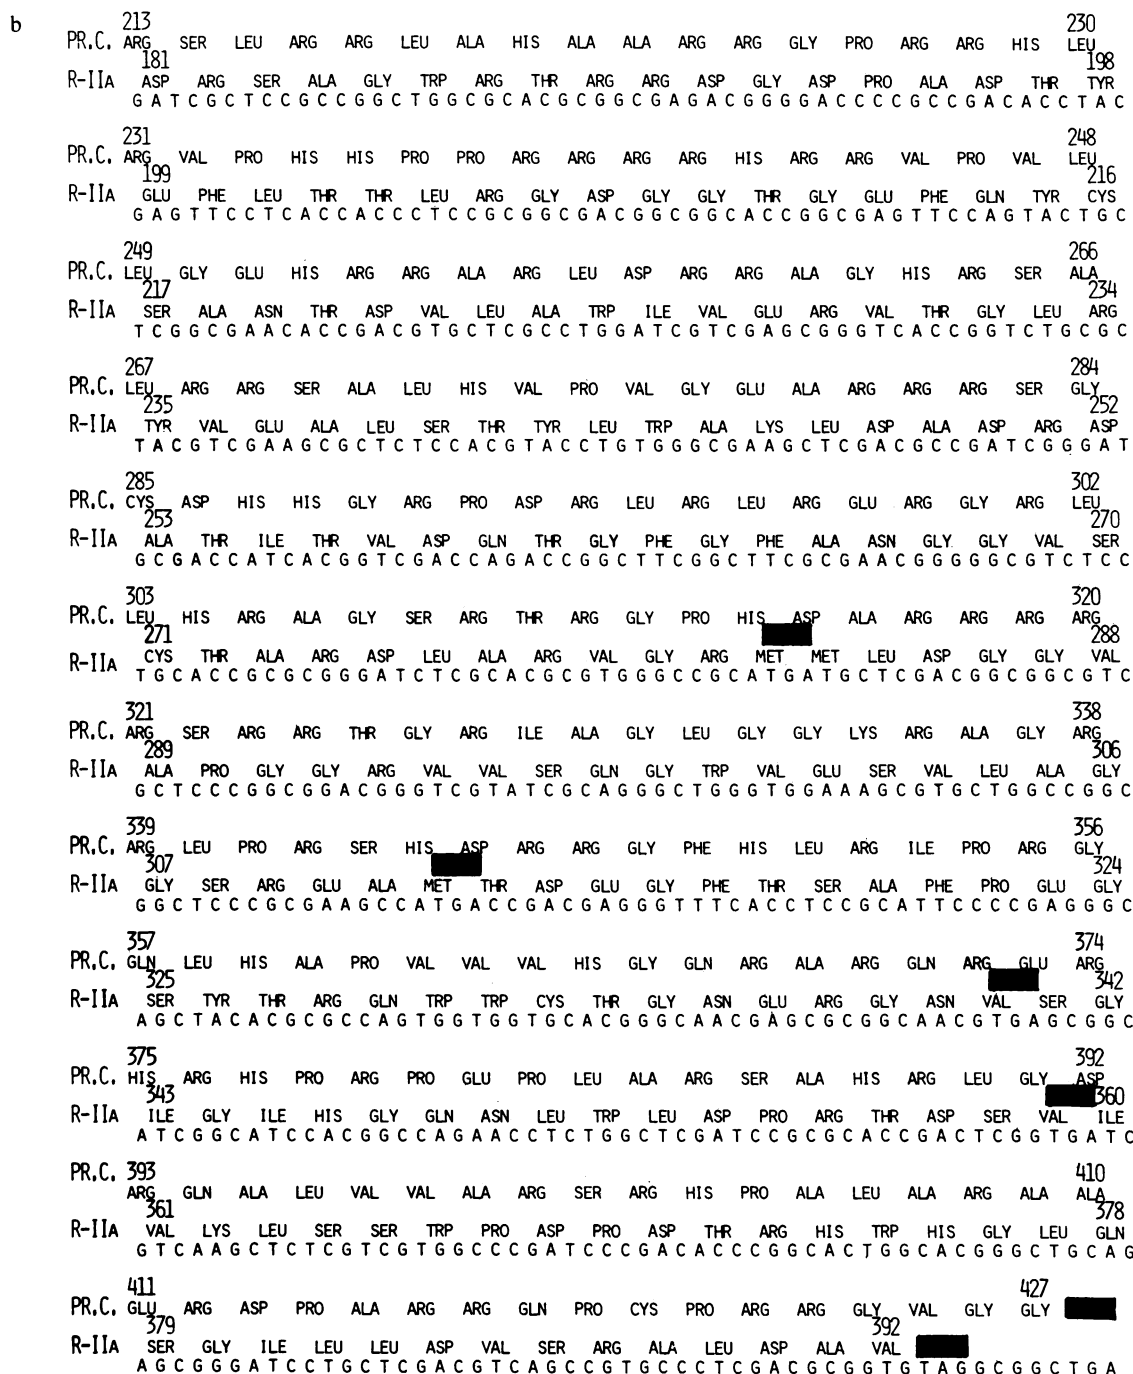 b
213 230
PR.C. ARG SER LEU ARG ARG LEU ALA HIS ALA ALA ARG ARG GLY PRO ARG ARG HIS LEU
181 198
R-IIA ASP ARG SER ALA GLY TRP ARG THR ARG ARG ASP GLY ASP PRO ALA ASP THR TYR
G A T C G C T C C G C C G G C T G G C G C A C G C G G C G A G A C G G G G A C C C C G C C G A C A C C T A C
231 248
PR.C. ARG VAL PRO HIS HIS PRO PRO ARG ARG ARG ARG HIS ARG ARG VAL PRO VAL LEU
199 216
R-IIA GLU PHE LEU THR THR LEU ARG GLY ASP GLY GLY THR GLY GLU PHE GLN TYR CYS
G A G T T C C T C A C C A C C C T C C G C G G C G A C G G C G G C A C C G G C G A G T T C C A G T A C T G C
249 266
PR.C. LEU GLY GLU HIS ARG ARG ALA ARG LEU ASP ARG ARG ALA GLY HIS ARG SER ALA
217 234
R-IIA SER ALA ASN THR ASP VAL LEU ALA TRP ILE VAL GLU ARG VAL THR GLY LEU ARG
T C G G C G A A C A C C G A C G T G C T C G C C T G G A T C G T C G A G C G G G T C A C C G G T C T G C G C
267 284
PR.C. LEU ARG ARG SER ALA LEU HIS VAL PRO VAL GLY GLU ALA ARG ARG ARG SER GLY
235 252
R-IIA TYR VAL GLU ALA LEU SER THR TYR LEU TRP ALA LYS LEU ASP ALA ASP ARG ASP
T A C G T C G A A G C G C T C T C C A C G T A C C T G T G G G C G A A G C T C G A C G C C G A T C G G G A T
285 302
PR.C. CYS ASP HIS HIS GLY ARG PRO ASP ARG LEU ARG LEU ARG GLU ARG GLY ARG LEU
253 270
R-IIA ALA THR ILE THR VAL ASP GLN THR GLY PHE GLY PHE ALA ASN GLY GLY VAL SER
G C G A C C A T C A C G G T C G A C C A G A C C G G C T T C G G C T T C G C G A A C G G G G G C G T C T C C
303 320
PR.C. LEU HIS ARG ALA GLY SER ARG THR ARG GLY PRO HIS ASP ALA ARG ARG ARG ARG
271 288
R-IIA CYS THR ALA ARG ASP LEU ALA ARG VAL GLY ARG MET MET LEU ASP GLY GLY VAL
T G C A C C G C G C G G G A T C T C G C A C G C G T G G G C C G C A T G A T G C T C G A C G G C G G C G T C
321 338
PR.C. ARG SER ARG ARG THR GLY ARG ILE ALA GLY LEU GLY GLY LYS ARG ALA GLY ARG
289 306
R-IIA ALA PRO GLY GLY ARG VAL VAL SER GLN GLY TRP VAL GLU SER VAL LEU ALA GLY
G C T C C C G G C G G A C G G G T C G T A T C G C A G G G C T G G G T G G A A A G C G T G C T G G C C G G C
339 356
PR.C. ARG LEU PRO ARG SER HIS ASP ARG ARG GLY PHE HIS LEU ARG ILE PRO ARG GLY
307 324
R-IIA GLY SER ARG GLU ALA MET THR ASP GLU GLY PHE THR SER ALA PHE PRO GLU GLY
G G C T C C C G C G A A G C C A T G A C C G A C G A G G G T T T C A C C T C C G C A T T C C C C G A G G G C
357 374
PR.C. GLN LEU HIS ALA PRO VAL VAL VAL HIS GLY GLN ARG ALA ARG GLN ARG GLU ARG
325 342
R-IIA SER TYR THR ARG GLN TRP TRP CYS THR GLY ASN GLU ARG GLY ASN VAL SER GLY
A G C T A C A C G C G C C A G T G G T G G T G C A C G G G C A A C G A G C G C G G C A A C G T G A G C G G C
375 392
PR.C. HIS ARG HIS PRO ARG PRO GLU PRO LEU ALA ARG SER ALA HIS ARG LEU GLY ASP
343 360
R-IIA ILE GLY ILE HIS GLY GLN ASN LEU TRP LEU ASP PRO ARG THR ASP SER VAL ILE
A T C G G C A T C C A C G G C C A G A A C C T C T G G C T C G A T C C G C G C A C C G A C T C G G T G A T C
PR.C. 393 410
ARG GLN ALA LEU VAL VAL ALA ARG SER ARG HIS PRO ALA LEU ALA ARG ALA ALA
361 378
R-IIA VAL LYS LEU SER SER TRP PRO ASP PRO ASP THR ARG HIS TRP HIS GLY LEU GLN
G T C A A G C T C T C G T C G T G G C C C G A T C C C G A C A C C C G G C A C T G G C A C G G G C T G C A G
411 427
PR.C. GLU ARG ASP PRO ALA ARG ARG GLN PRO CYS PRO ARG ARG GLY VAL GLY GLY
379 392
R-IIA SER GLY ILE LEU LEU ASP VAL SER ARG ALA LEU ASP ALA VAL
A G C G G G A T C C T G C T C G A C G T C A G C C G T G C C C T C G A C G C G G T G T A G G C G G C T G A